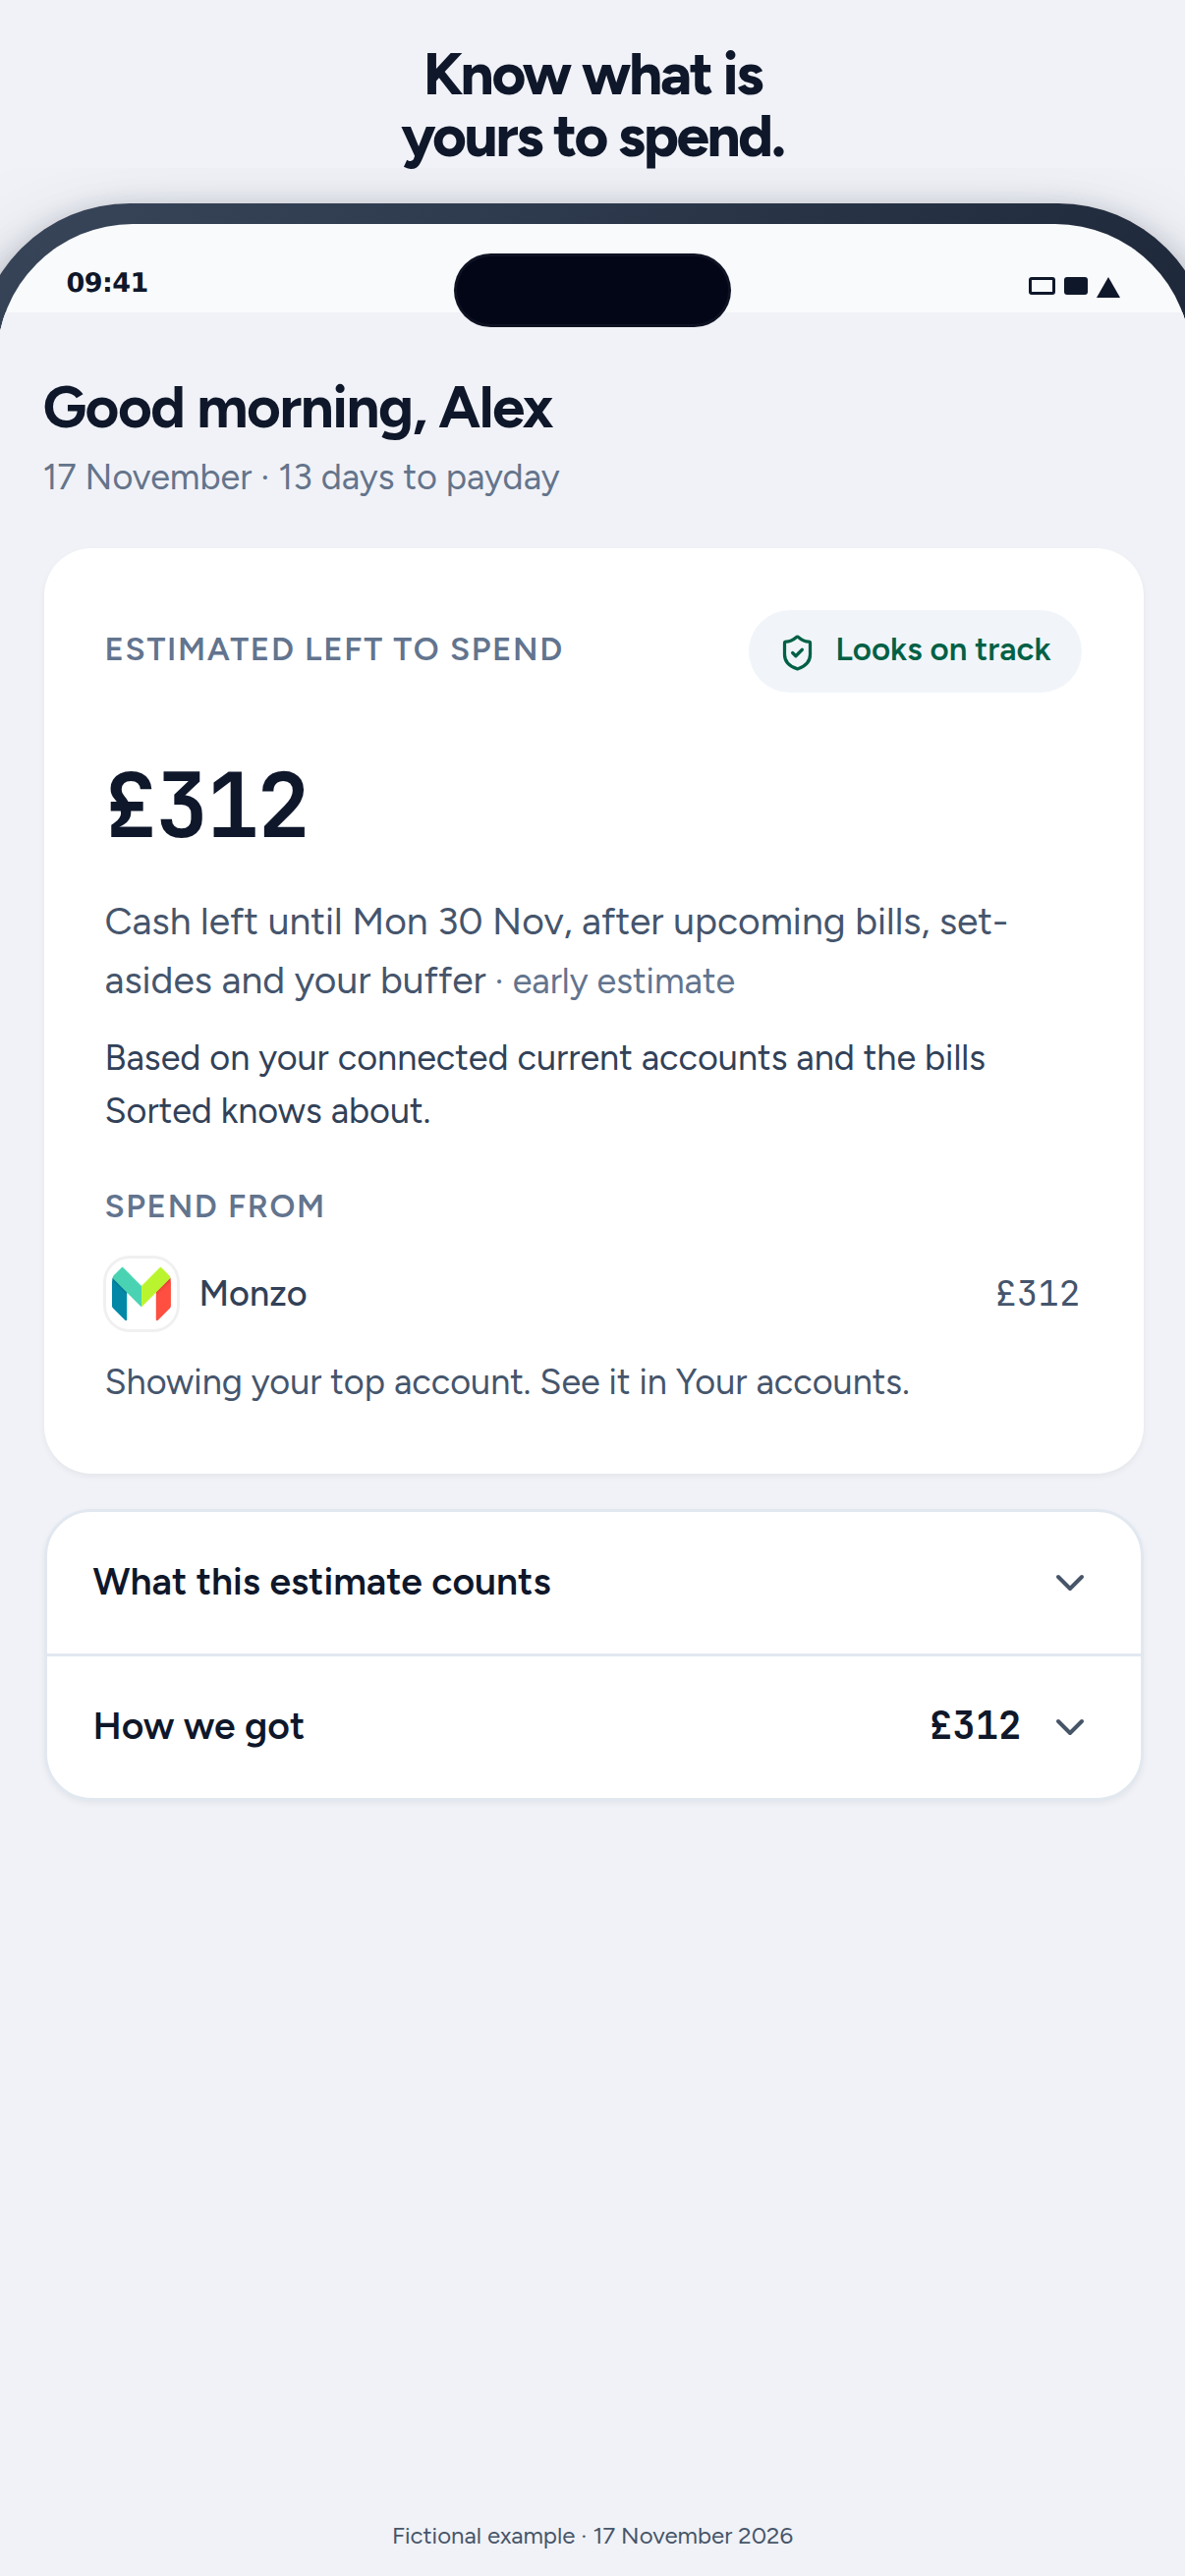 Know what is
yours to spend.
09:41
Good morning, Alex
17 November · 13 days to payday
ESTIMATED LEFT TO SPEND
Looks on track
£312
Cash left until Mon 30 Nov, after upcoming bills, set-
asides and your buffer · early estimate
Based on your connected current accounts and the bills
Sorted knows about.
SPEND FROM
Monzo £312
Showing your top account. See it in Your accounts.
What this estimate counts
How we got £312
Fictional example · 17 November 2026